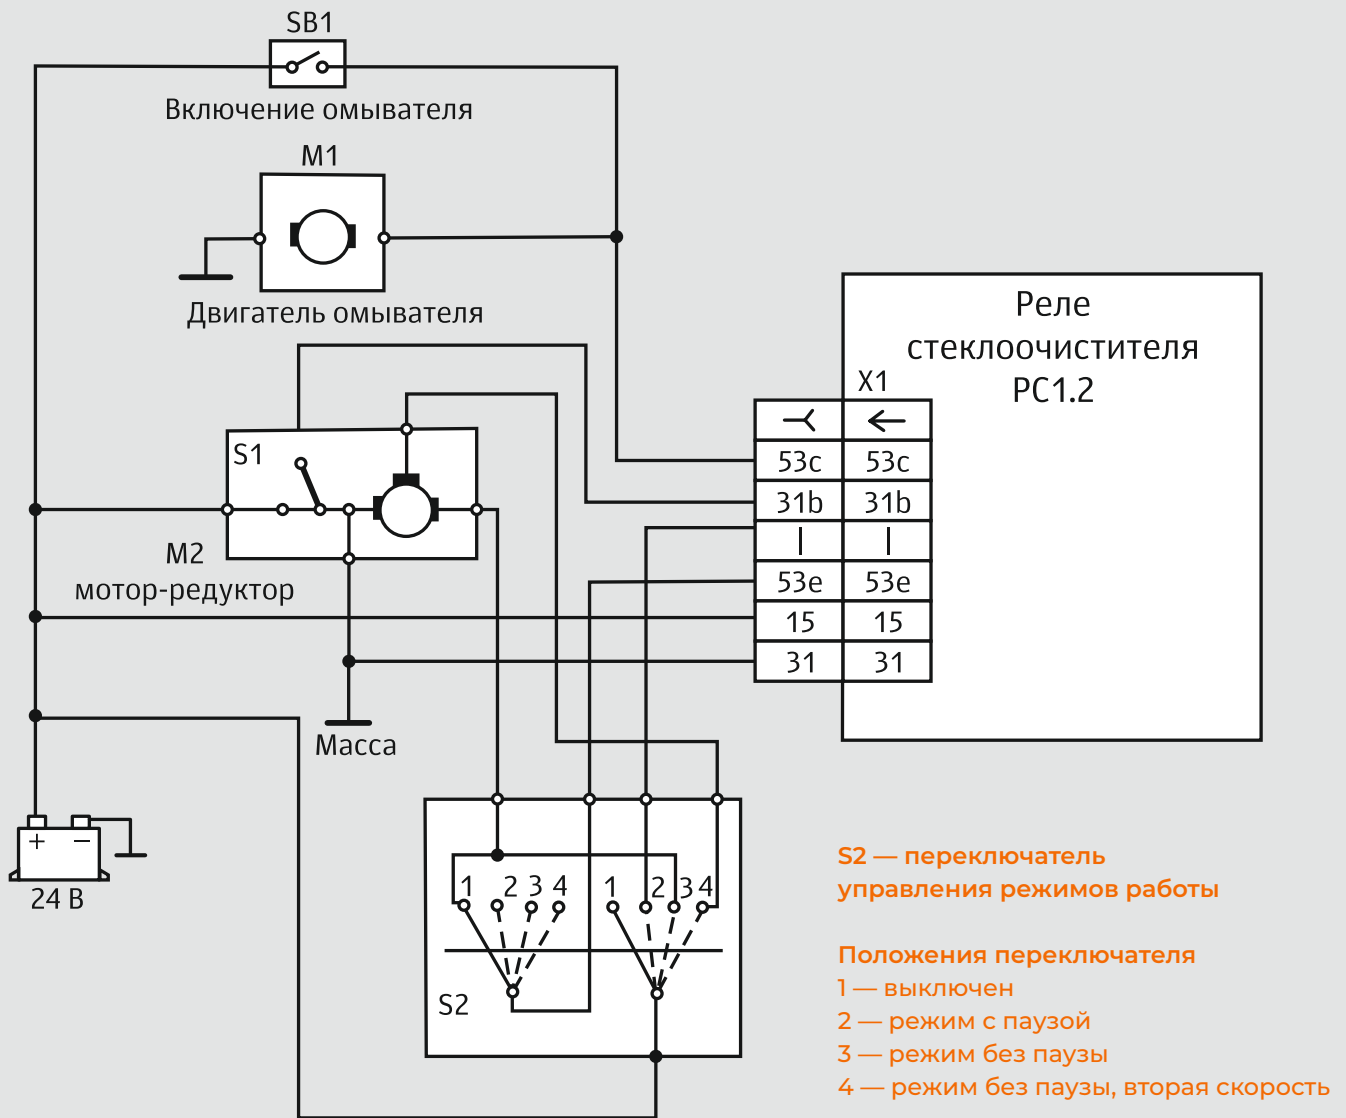 SB1
Включение омывателя
M1
Двигатель омывателя
Реле
стеклоочистителя
РС1.2
X1
53c 53c
31b 31b
53e 53e
15 15
31 31
S1
M2
мотор-редуктор
Масса
+ −
24 В
1 2 3 4 1 2 3 4
S2
S2 — переключатель
управления режимов работы
Положения переключателя
1 — выключен
2 — режим с паузой
3 — режим без паузы
4 — режим без паузы, вторая скорость